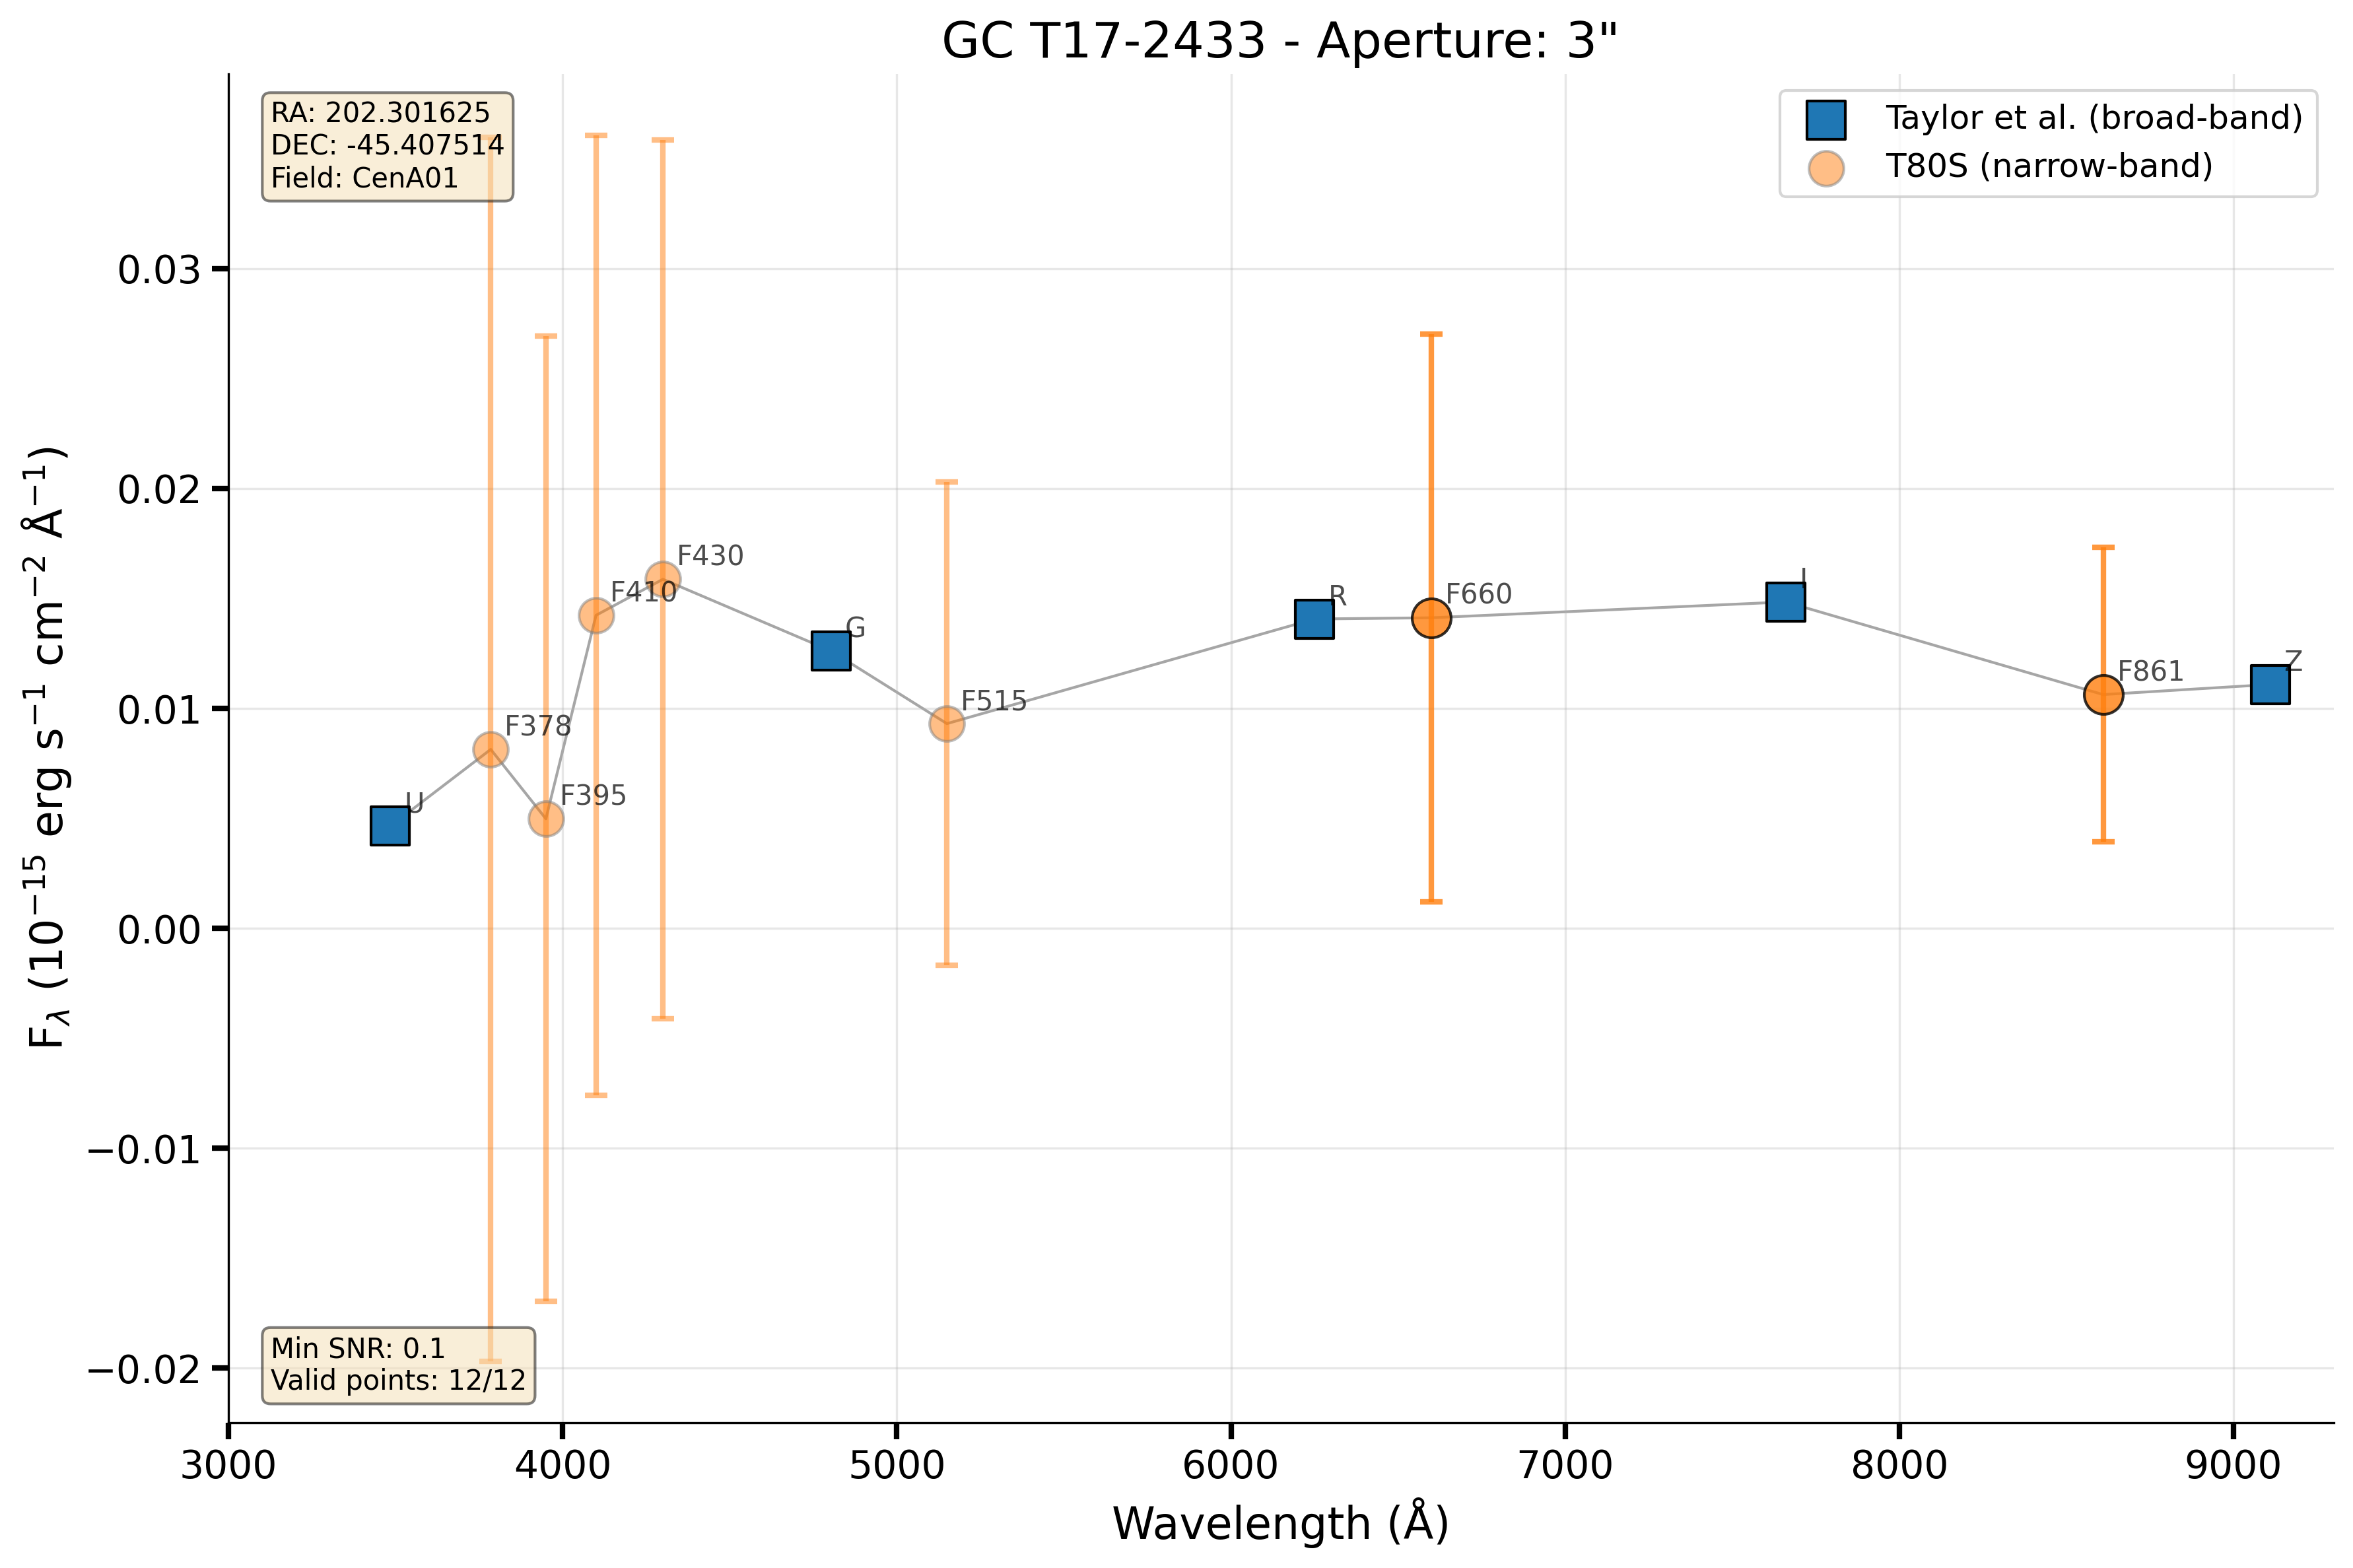 GC T17-2433 - Aperture: 3"
RA: 202.301625
DEC: -45.407514
Field: CenA01
Taylor et al. (broad-band)
T80S (narrow-band)
0.03
0.02
0.01
0.00
−0.01
−0.02
F_λ (10⁻¹⁵ erg s⁻¹ cm⁻² Å⁻¹)
U
F378
F395
F410
F430
G
F515
R
F660
I
F861
Z
Min SNR: 0.1
Valid points: 12/12
3000 4000 5000 6000 7000 8000 9000
Wavelength (Å)